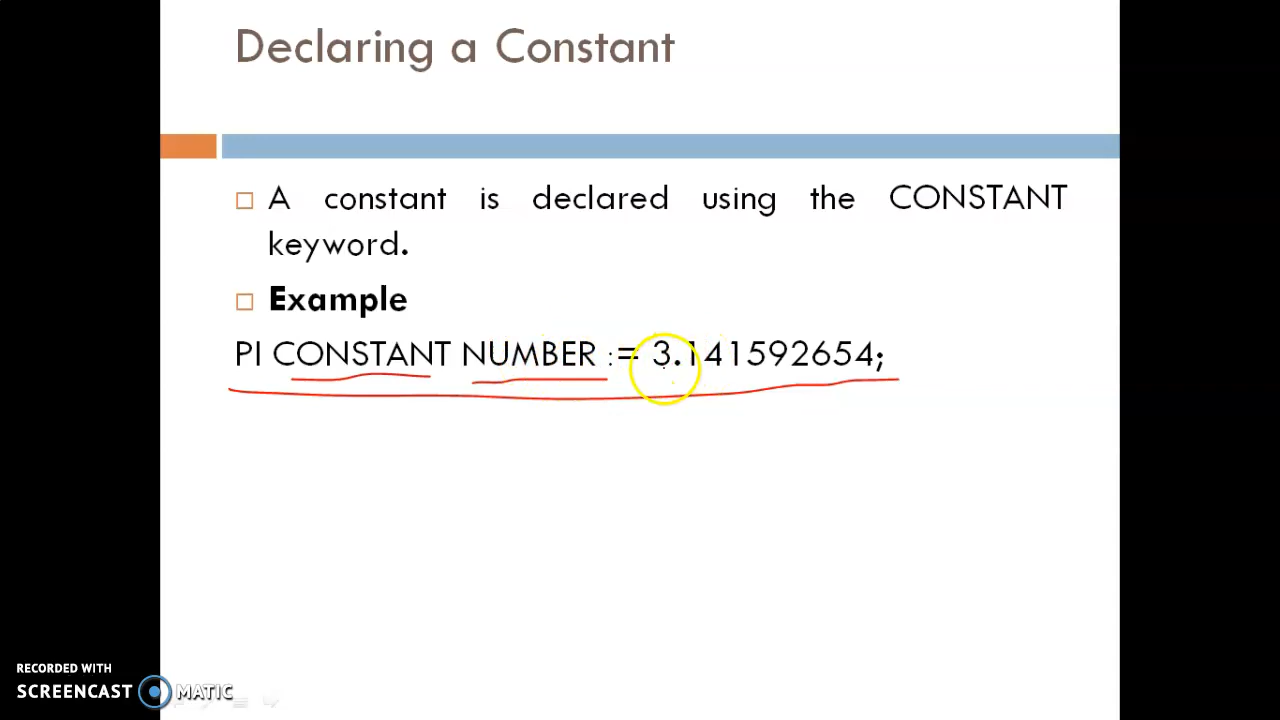 Declaring a Constant
A constant is declared using the CONSTANT
keyword.
Example
PI CONSTANT NUMBER := 3.141592654;
RECORDED WITH
SCREENCAST MATIC